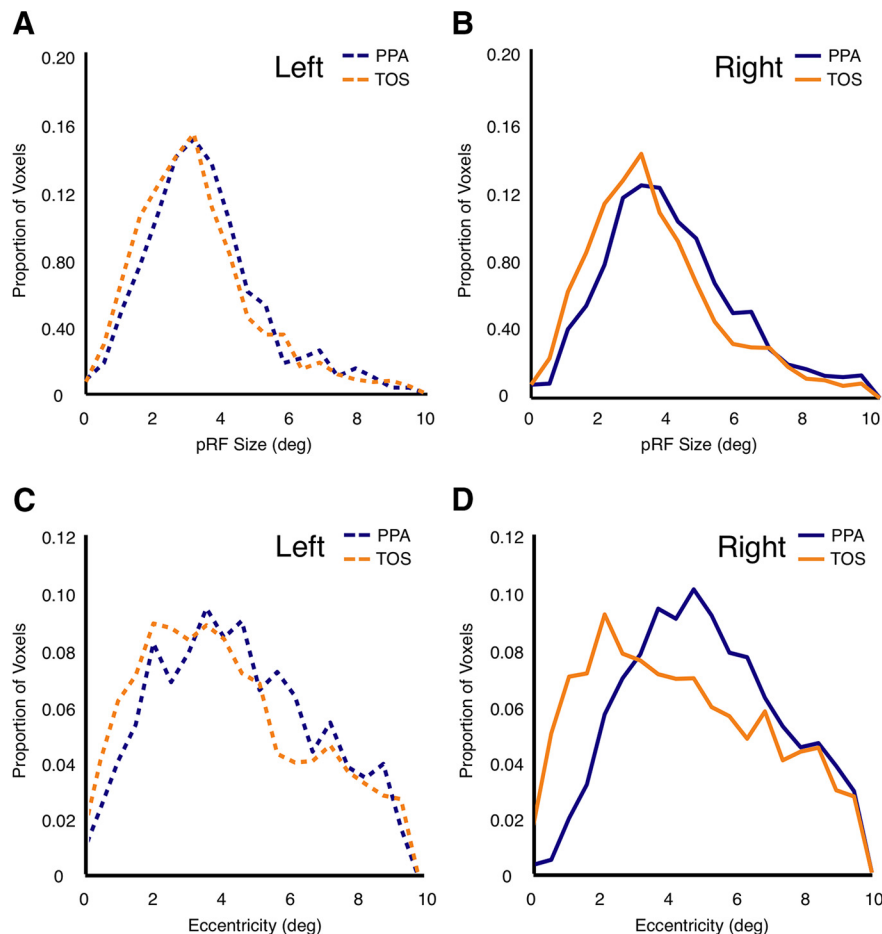 A
Left
PPA
TOS
0.20
0.16
0.12
0.80
0.40
0
Proportion of Voxels
0 2 4 6 8 10
pRF Size (deg)
B
Right
PPA
TOS
0.20
0.16
0.12
0.80
0.40
0
Proportion of Voxels
0 2 4 6 8 10
pRF Size (deg)
C
Left
PPA
TOS
0.12
0.10
0.08
0.06
0.04
0.02
0
Proportion of Voxels
0 2 4 6 8 10
Eccentricity (deg)
D
Right
PPA
TOS
0.12
0.10
0.08
0.06
0.04
0.02
0
Proportion of Voxels
0 2 4 6 8 10
Eccentricity (deg)